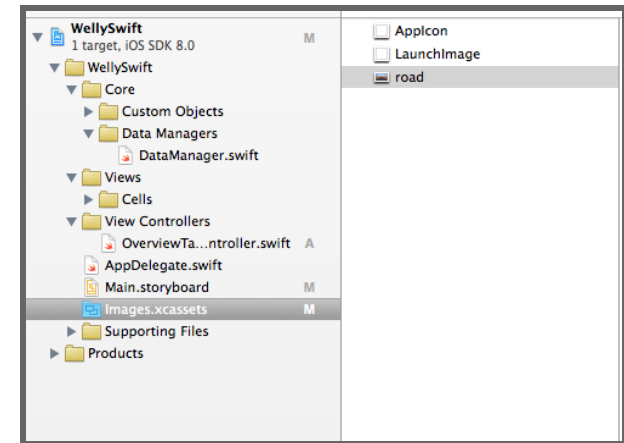 WellySwift
1 target, iOS SDK 8.0
M
WellySwift
Core
Custom Objects
Data Managers
DataManager.swift
Views
Cells
View Controllers
OverviewTa...ntroller.swift A
AppDelegate.swift
Main.storyboard M
Images.xcassets M
Supporting Files
Products
AppIcon
LaunchImage
road